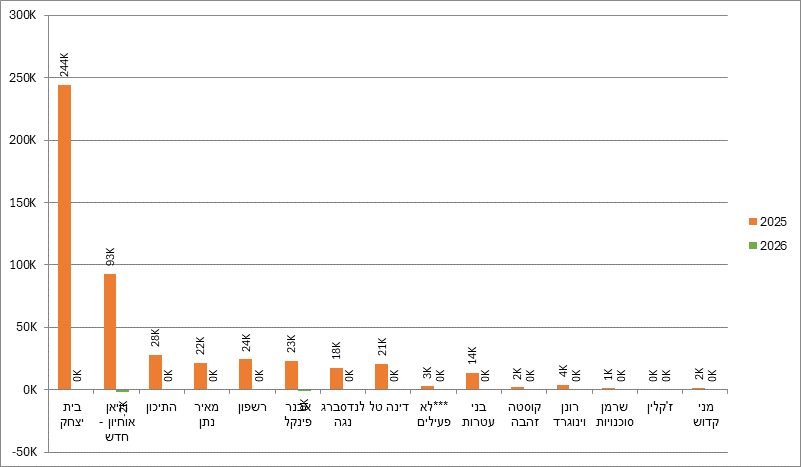 300K
250K
200K
150K
100K
50K
0K
-50K
244K
0K
93K
28K
0K
22K
0K
24K
0K
23K
18K
0K
21K
0K
3K
0K
14K
0K
2K
0K
4K
0K
1K
0K
0K
0K
2K
0K
בית
יצחק
אוחיון -
חדש
התיכון
מאיר
נתן
רשפון
אבנר
פינקל
לנדסברג
נגה
דינה טל
***לא
פעילים
בני
עטרות
קוסטה
זהבה
רונן
וינוגרד
שרמן
סוכנויות
ז'קלין
מני
קדוש
2025
2026